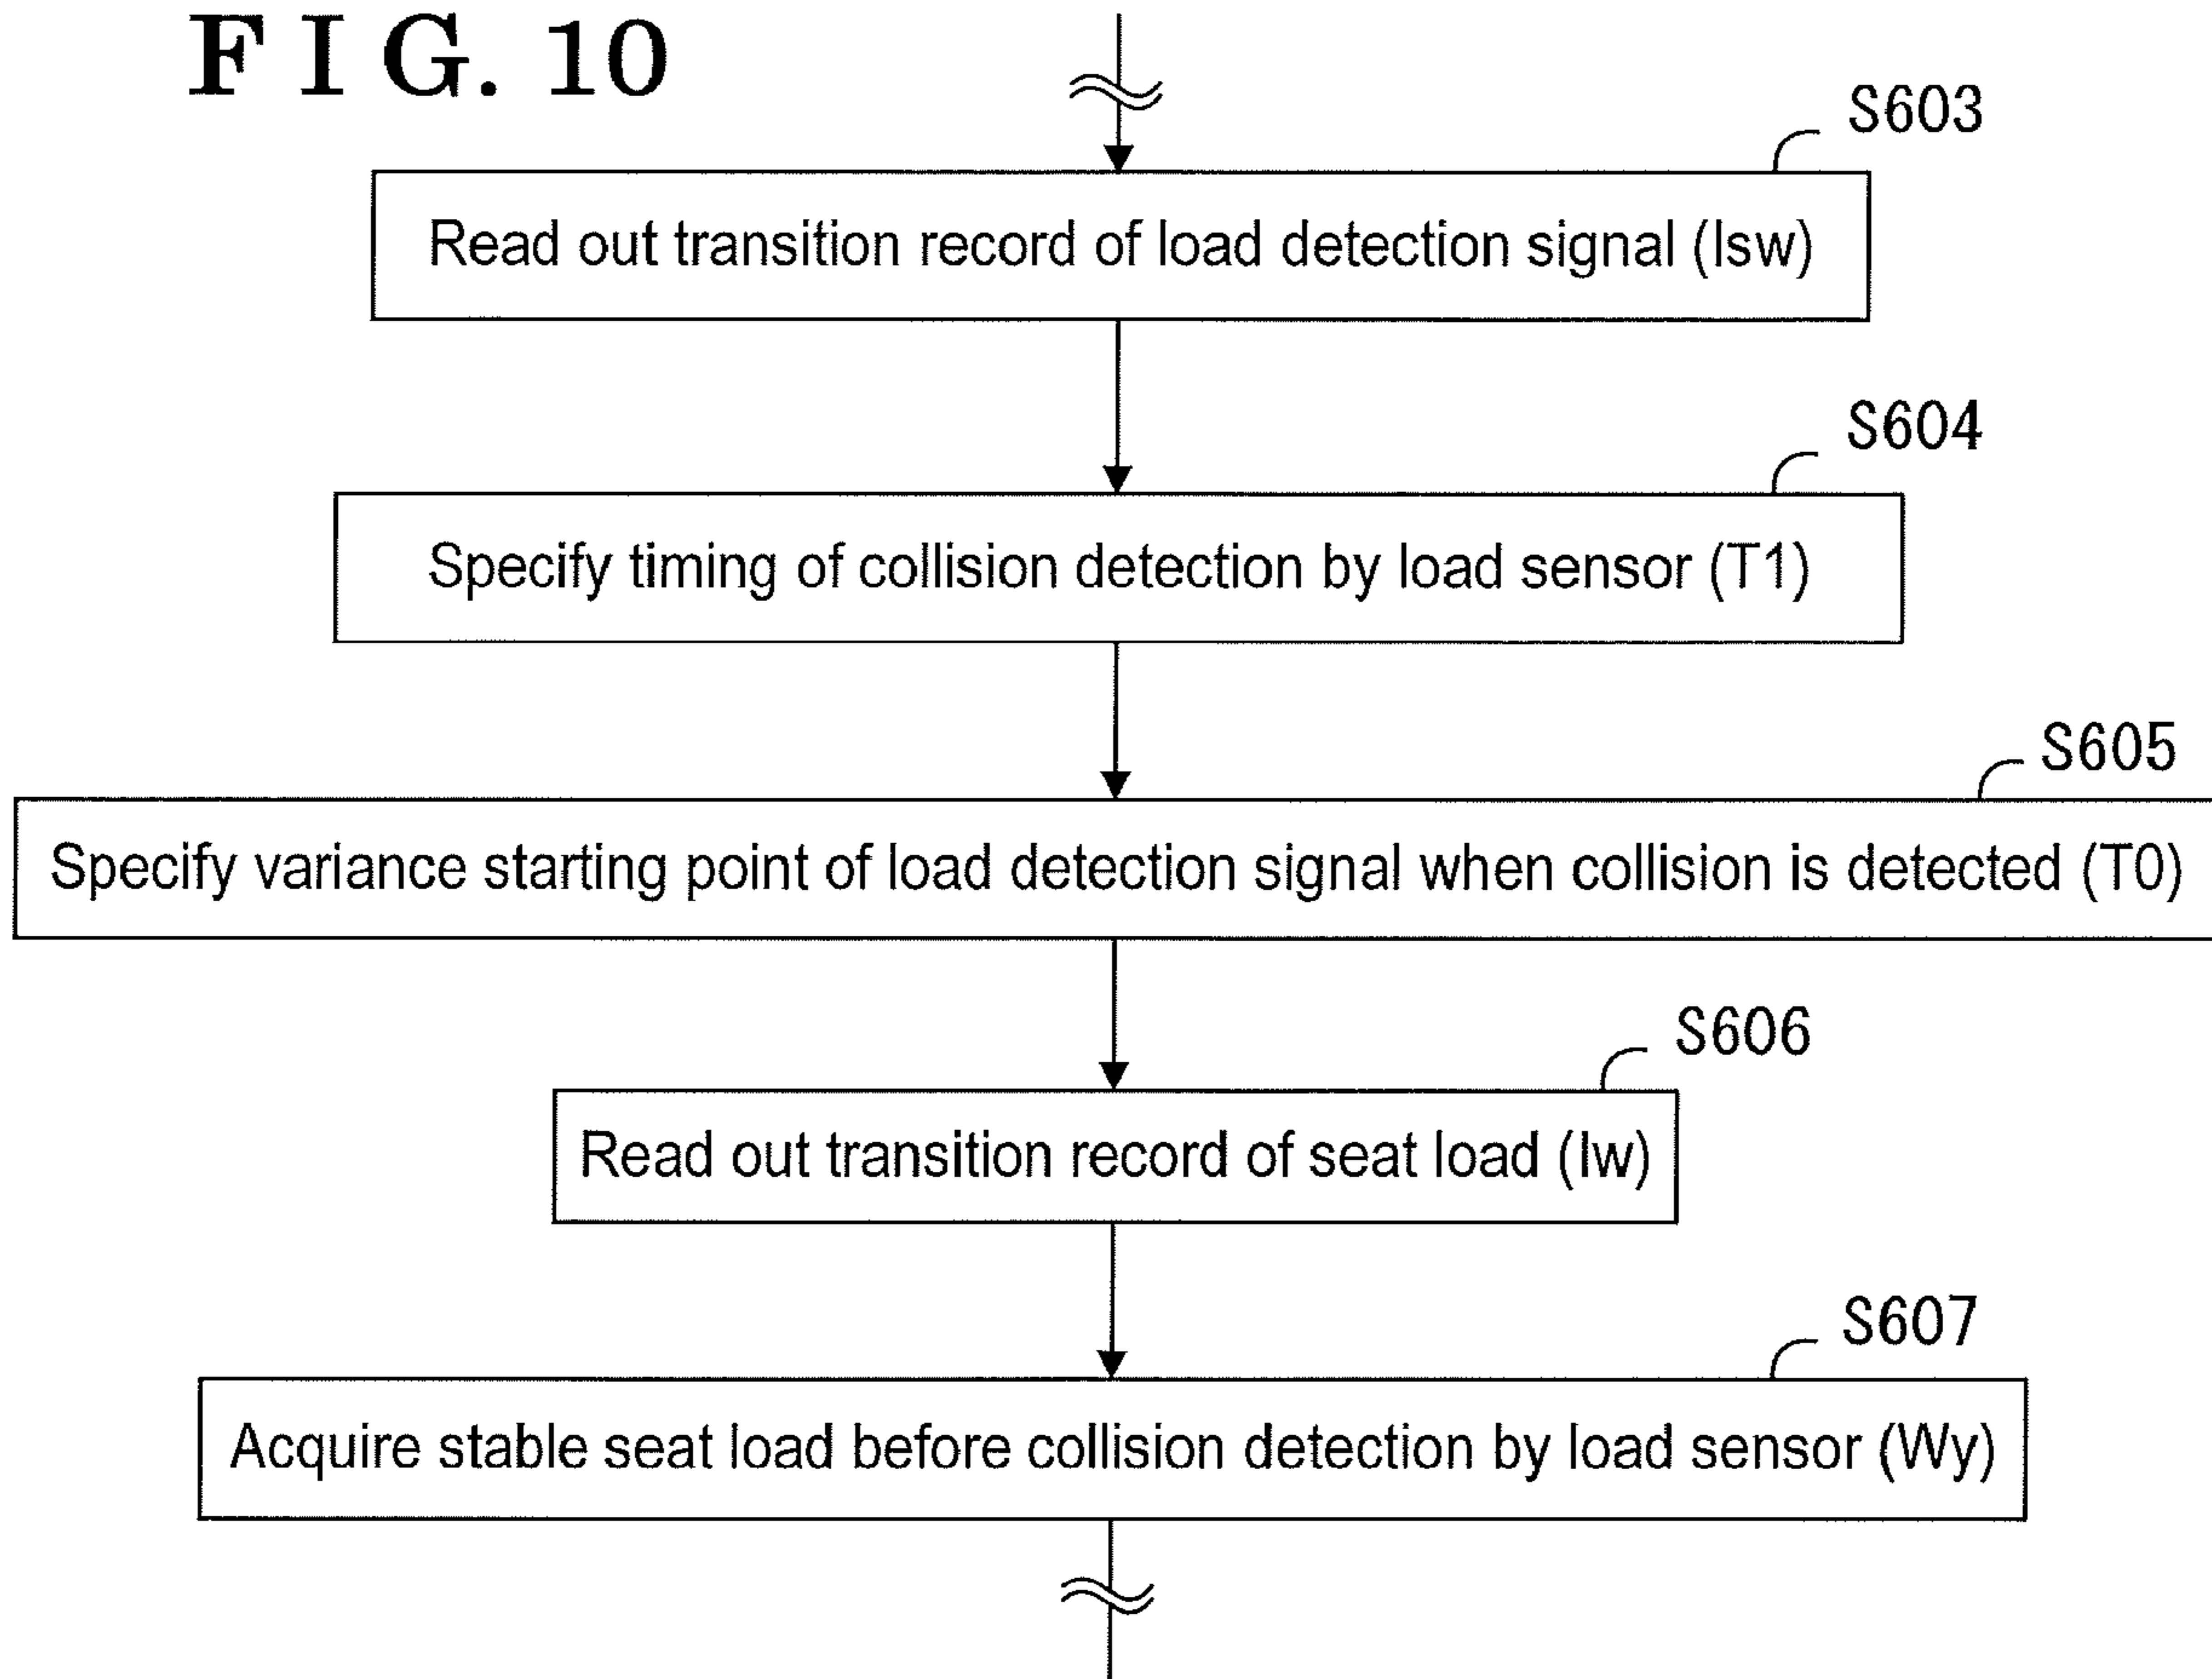 FIG. 10
S603
Read out transition record of load detection signal (Isw)
S604
Specify timing of collision detection by load sensor (T1)
S605
Specify variance starting point of load detection signal when collision is detected (T0)
S606
Read out transition record of seat load (Iw)
S607
Acquire stable seat load before collision detection by load sensor (Wy)